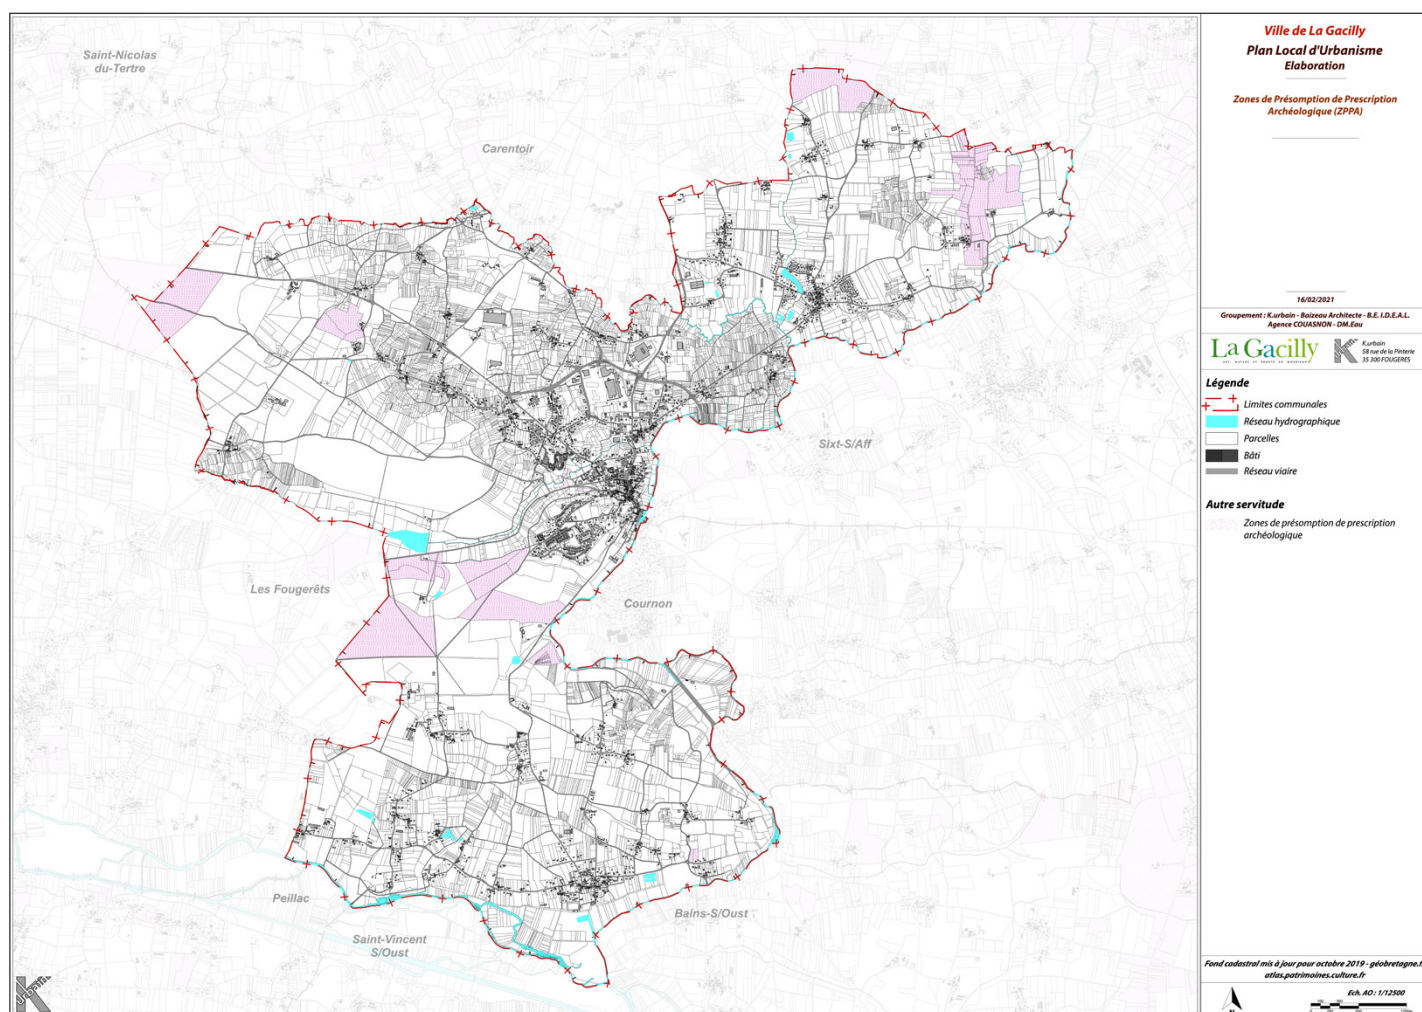 Saint-Nicolas
du-Tertre
Carentoir
Sixt-S/Aff
Les Fougerêts
Cournon
Peillac
Saint-Vincent
S/Oust
Bains-S/Oust
Ville de La Gacilly
Plan Local d'Urbanisme
Elaboration
Zones de Présomption de Prescription
Archéologique (ZPPA)
16/02/2021
Groupement : K.urbain - Baizeau Architecte - B.E. I.D.E.A.L.
Agence COUASNON - DM.Eau
La Gacilly
K.urbain
58 rue de la Pinterie
35 300 FOUGERES
Légende
Limites communales
Réseau hydrographique
Parcelles
Bâti
Réseau viaire
Autre servitude
Zones de présomption de prescription
archéologique
Fond cadastral mis à jour pour octobre 2019 - géobretagne.fr
atlas.patrimoines.culture.fr
Ech. AO : 1/12500